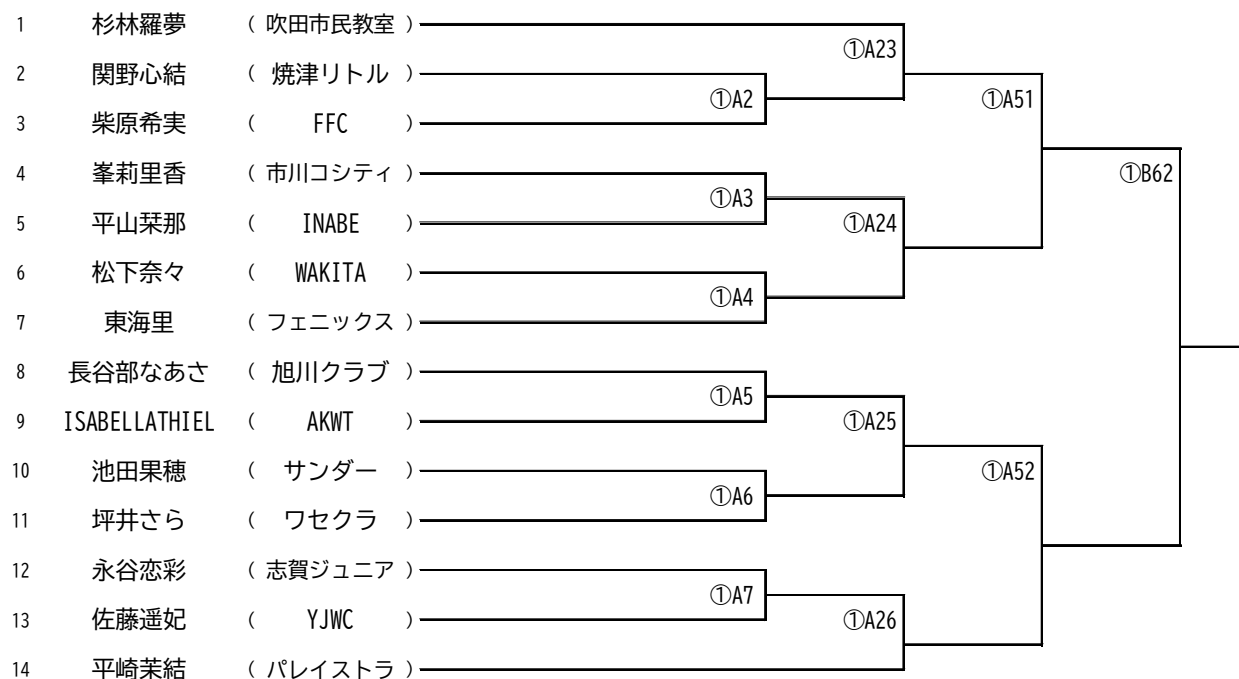 1 杉林羅夢 ( 吹田市民教室 )
①A23
2 関野心結 ( 焼津リトル )
①A2 ①A51
3 柴原希実 ( FFC )
4 峯莉里香 ( 市川コシティ ) ①B62
①A3
5 平山栞那 ( INABE ) ①A24
6 松下奈々 ( WAKITA )
①A4
7 東海里 ( フェニックス )
8 長谷部なあさ ( 旭川クラブ )
①A5
9 ISABELLATHIEL ( AKWT ) ①A25
10 池田果穂 ( サンダー ) ①A52
①A6
11 坪井さら ( ワセクラ )
12 永谷恋彩 ( 志賀ジュニア )
①A7
13 佐藤遥妃 ( YJWC ) ①A26
14 平崎茉結 ( パレイストラ )